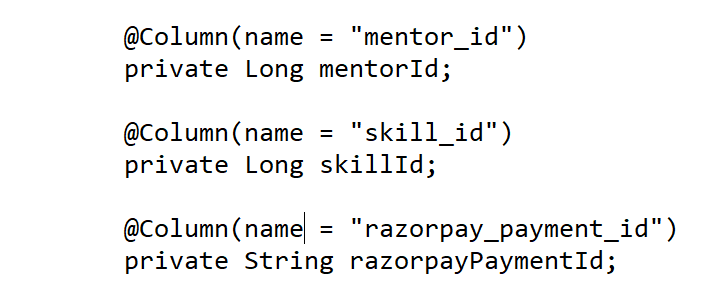 @Column(name = "mentor_id")
private Long mentorId;
@Column(name = "skill_id")
private Long skillId;
@Column(name = "razorpay_payment_id")
private String razorpayPaymentId;